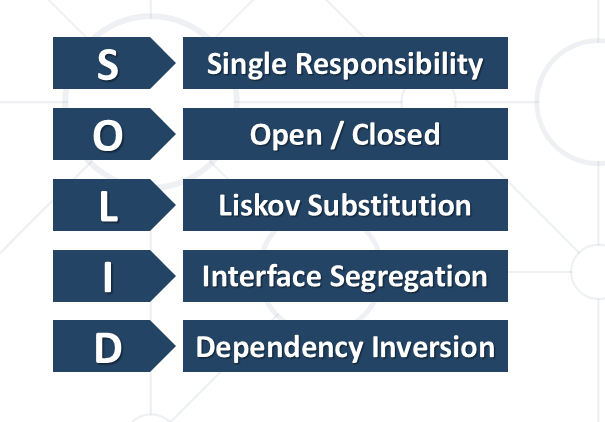 S Single Responsibility
O Open / Closed
L Liskov Substitution
I Interface Segregation
D Dependency Inversion